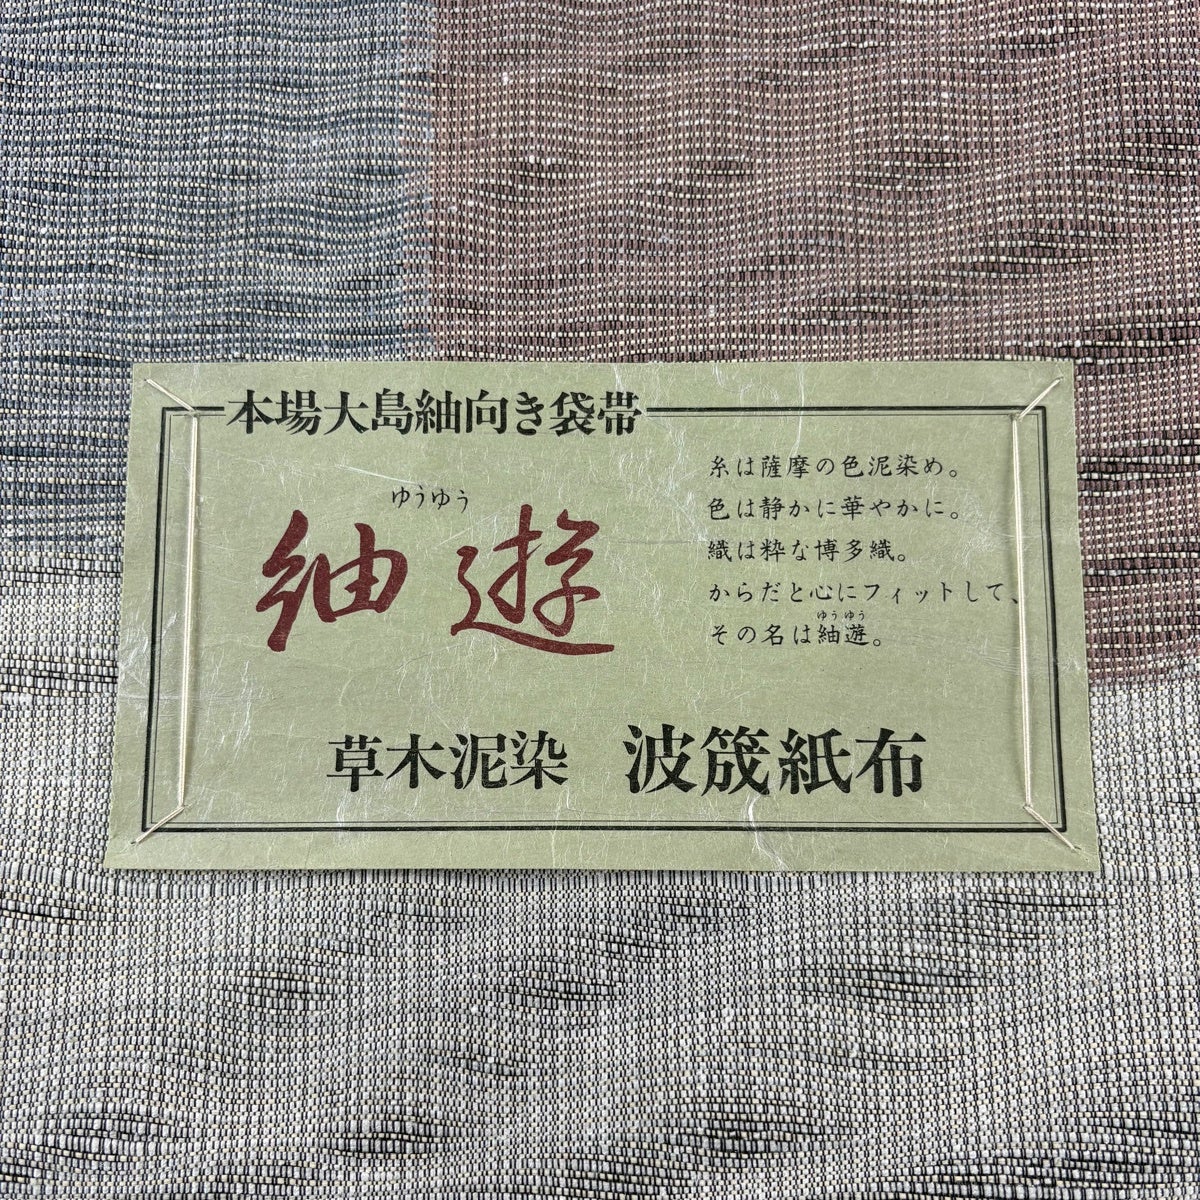 本場大島紬向き袋帯
ゆうゆう
紬遊
糸は薩摩の色泥染め。
色は静かに華やかに。
織は粋な博多織。
からだと心にフィットして、
ゆうゆう
その名は紬遊。
草木泥染 波筬紙布